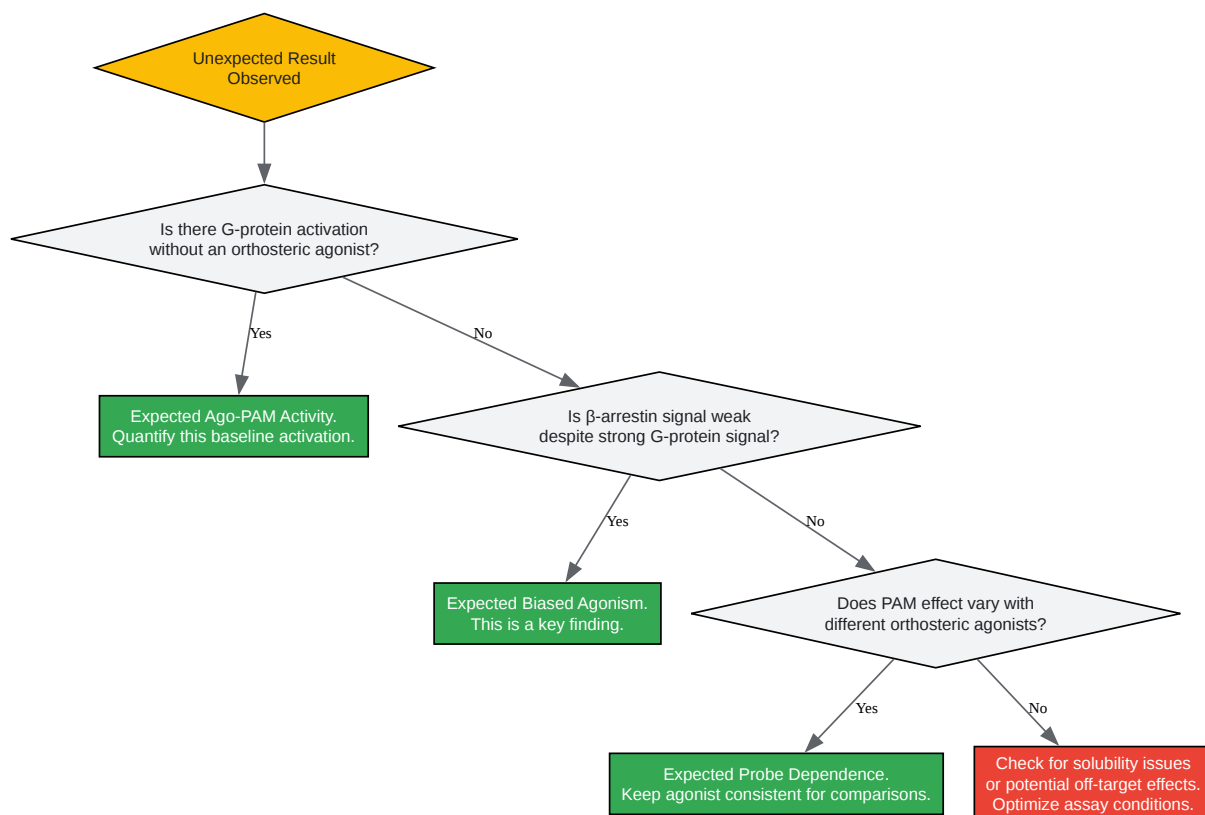 Unexpected Result
Observed
Is there G-protein activation
without an orthosteric agonist?
Yes
No
Expected Ago-PAM Activity.
Quantify this baseline activation.
Is β-arrestin signal weak
despite strong G-protein signal?
Yes
No
Expected Biased Agonism.
This is a key finding.
Does PAM effect vary with
different orthosteric agonists?
Yes
No
Expected Probe Dependence.
Keep agonist consistent for comparisons.
Check for solubility issues
or potential off-target effects.
Optimize assay conditions.